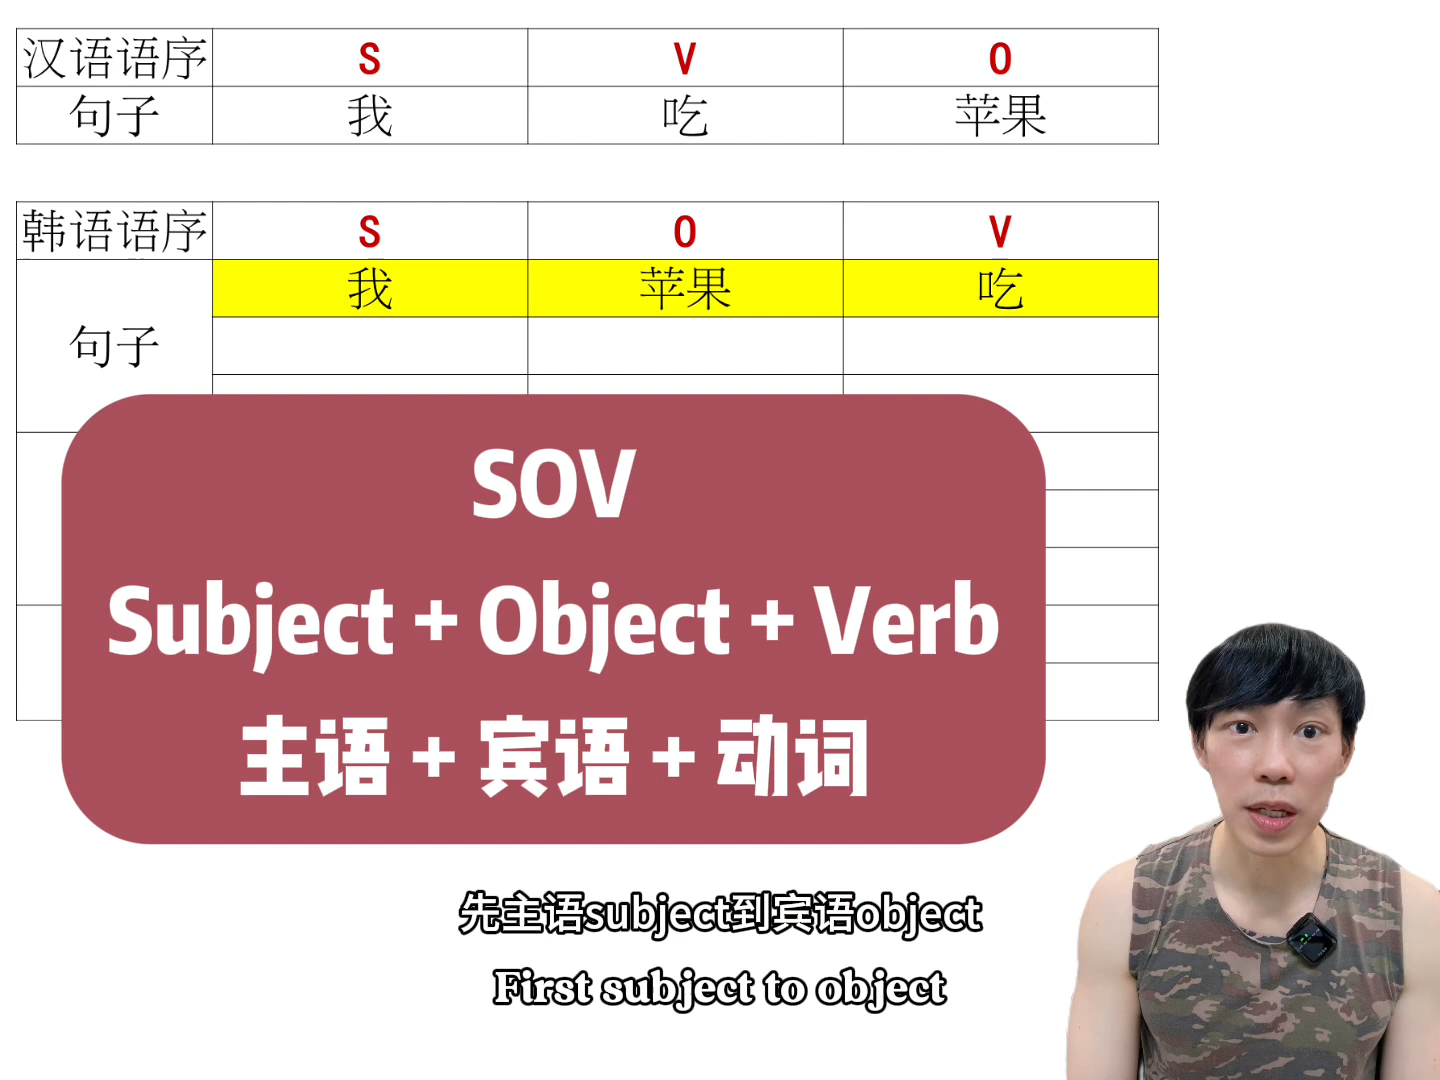 汉语语序 S V O
句子 我 吃 苹果
韩语语序 S O V
我 苹果 吃
句子
SOV
Subject + Object + Verb
主语 + 宾语 + 动词
先主语subject到宾语object
First subject to object